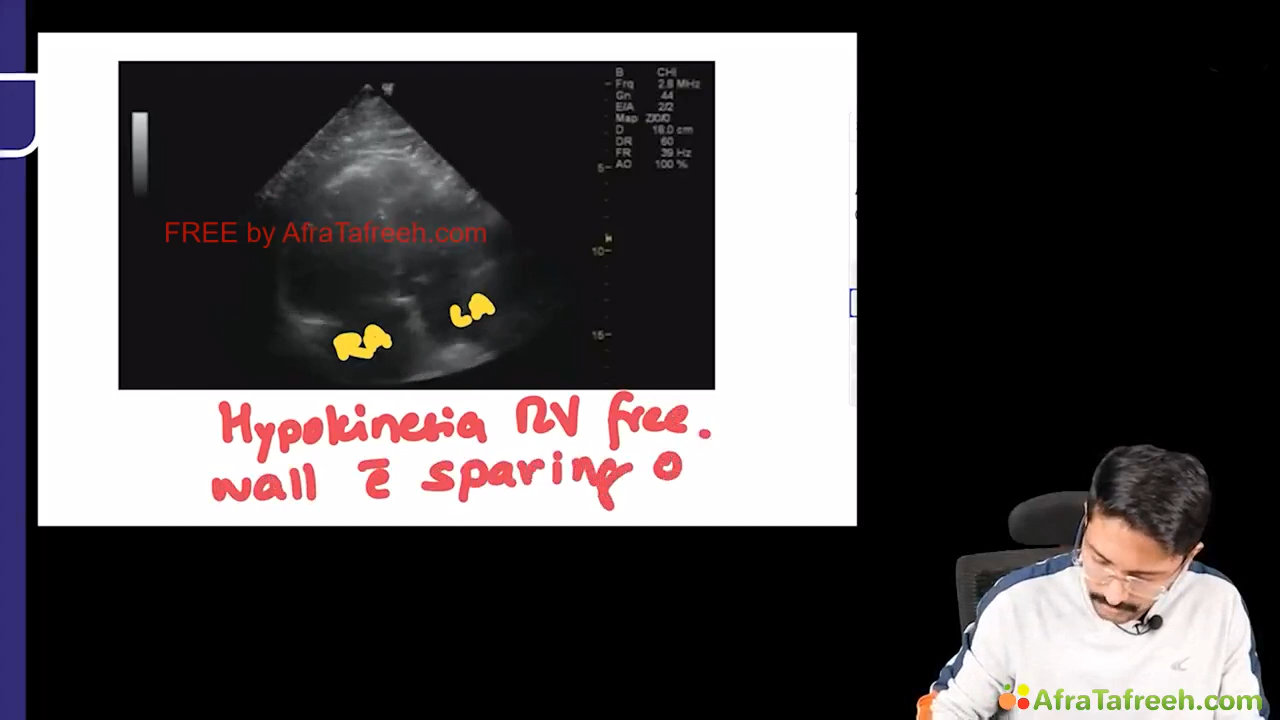 B CHI
Frq 2.8 MHz
Gn 44
E/A 2/2
Map Z/0/0
D 18.0 cm
DR 60
FR 39 Hz
AO 100 %
5
10
15
FREE by AfraTafreeh.com
LA
RA
Hypokinesia RV free.
wall c̄ sparing o
AfraTafreeh.com